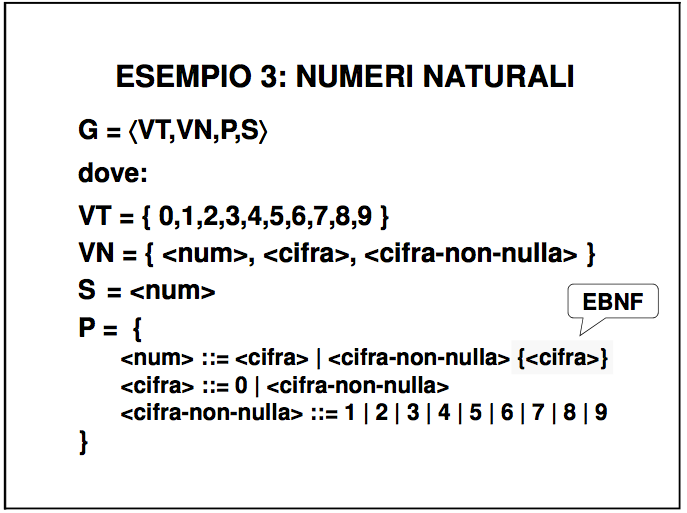 ESEMPIO 3: NUMERI NATURALI
G = ⟨VT,VN,P,S⟩
dove:
VT = { 0,1,2,3,4,5,6,7,8,9 }
VN = { <num>, <cifra>, <cifra-non-nulla> }
S = <num>
EBNF
P = {
<num> ::= <cifra> | <cifra-non-nulla> {<cifra>}
<cifra> ::= 0 | <cifra-non-nulla>
<cifra-non-nulla> ::= 1 | 2 | 3 | 4 | 5 | 6 | 7 | 8 | 9
}